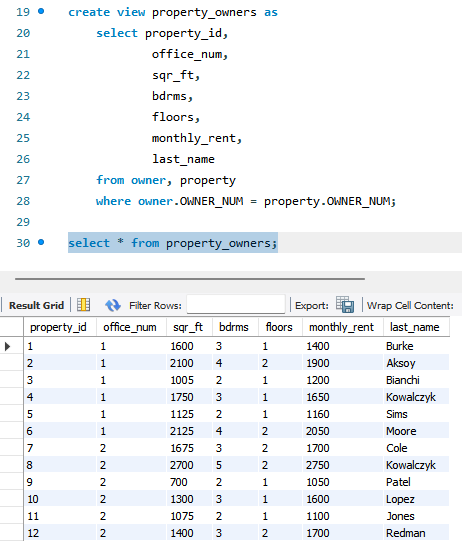 19 create view property_owners as
20 select property_id,
21 office_num,
22 sqr_ft,
23 bdrms,
24 floors,
25 monthly_rent,
26 last_name
27 from owner, property
28 where owner.OWNER_NUM = property.OWNER_NUM;
29
30 select * from property_owners;
Result Grid Filter Rows: Export: Wrap Cell Content:
property_id office_num sqr_ft bdrms floors monthly_rent last_name
1 1 1600 3 1 1400 Burke
2 1 2100 4 2 1900 Aksoy
3 1 1005 2 1 1200 Bianchi
4 1 1750 3 1 1650 Kowalczyk
5 1 1125 2 1 1160 Sims
6 1 2125 4 2 2050 Moore
7 2 1675 3 2 1700 Cole
8 2 2700 5 2 2750 Kowalczyk
9 2 700 2 1 1050 Patel
10 2 1300 3 1 1600 Lopez
11 2 1075 2 1 1100 Jones
12 2 1400 3 2 1700 Redman